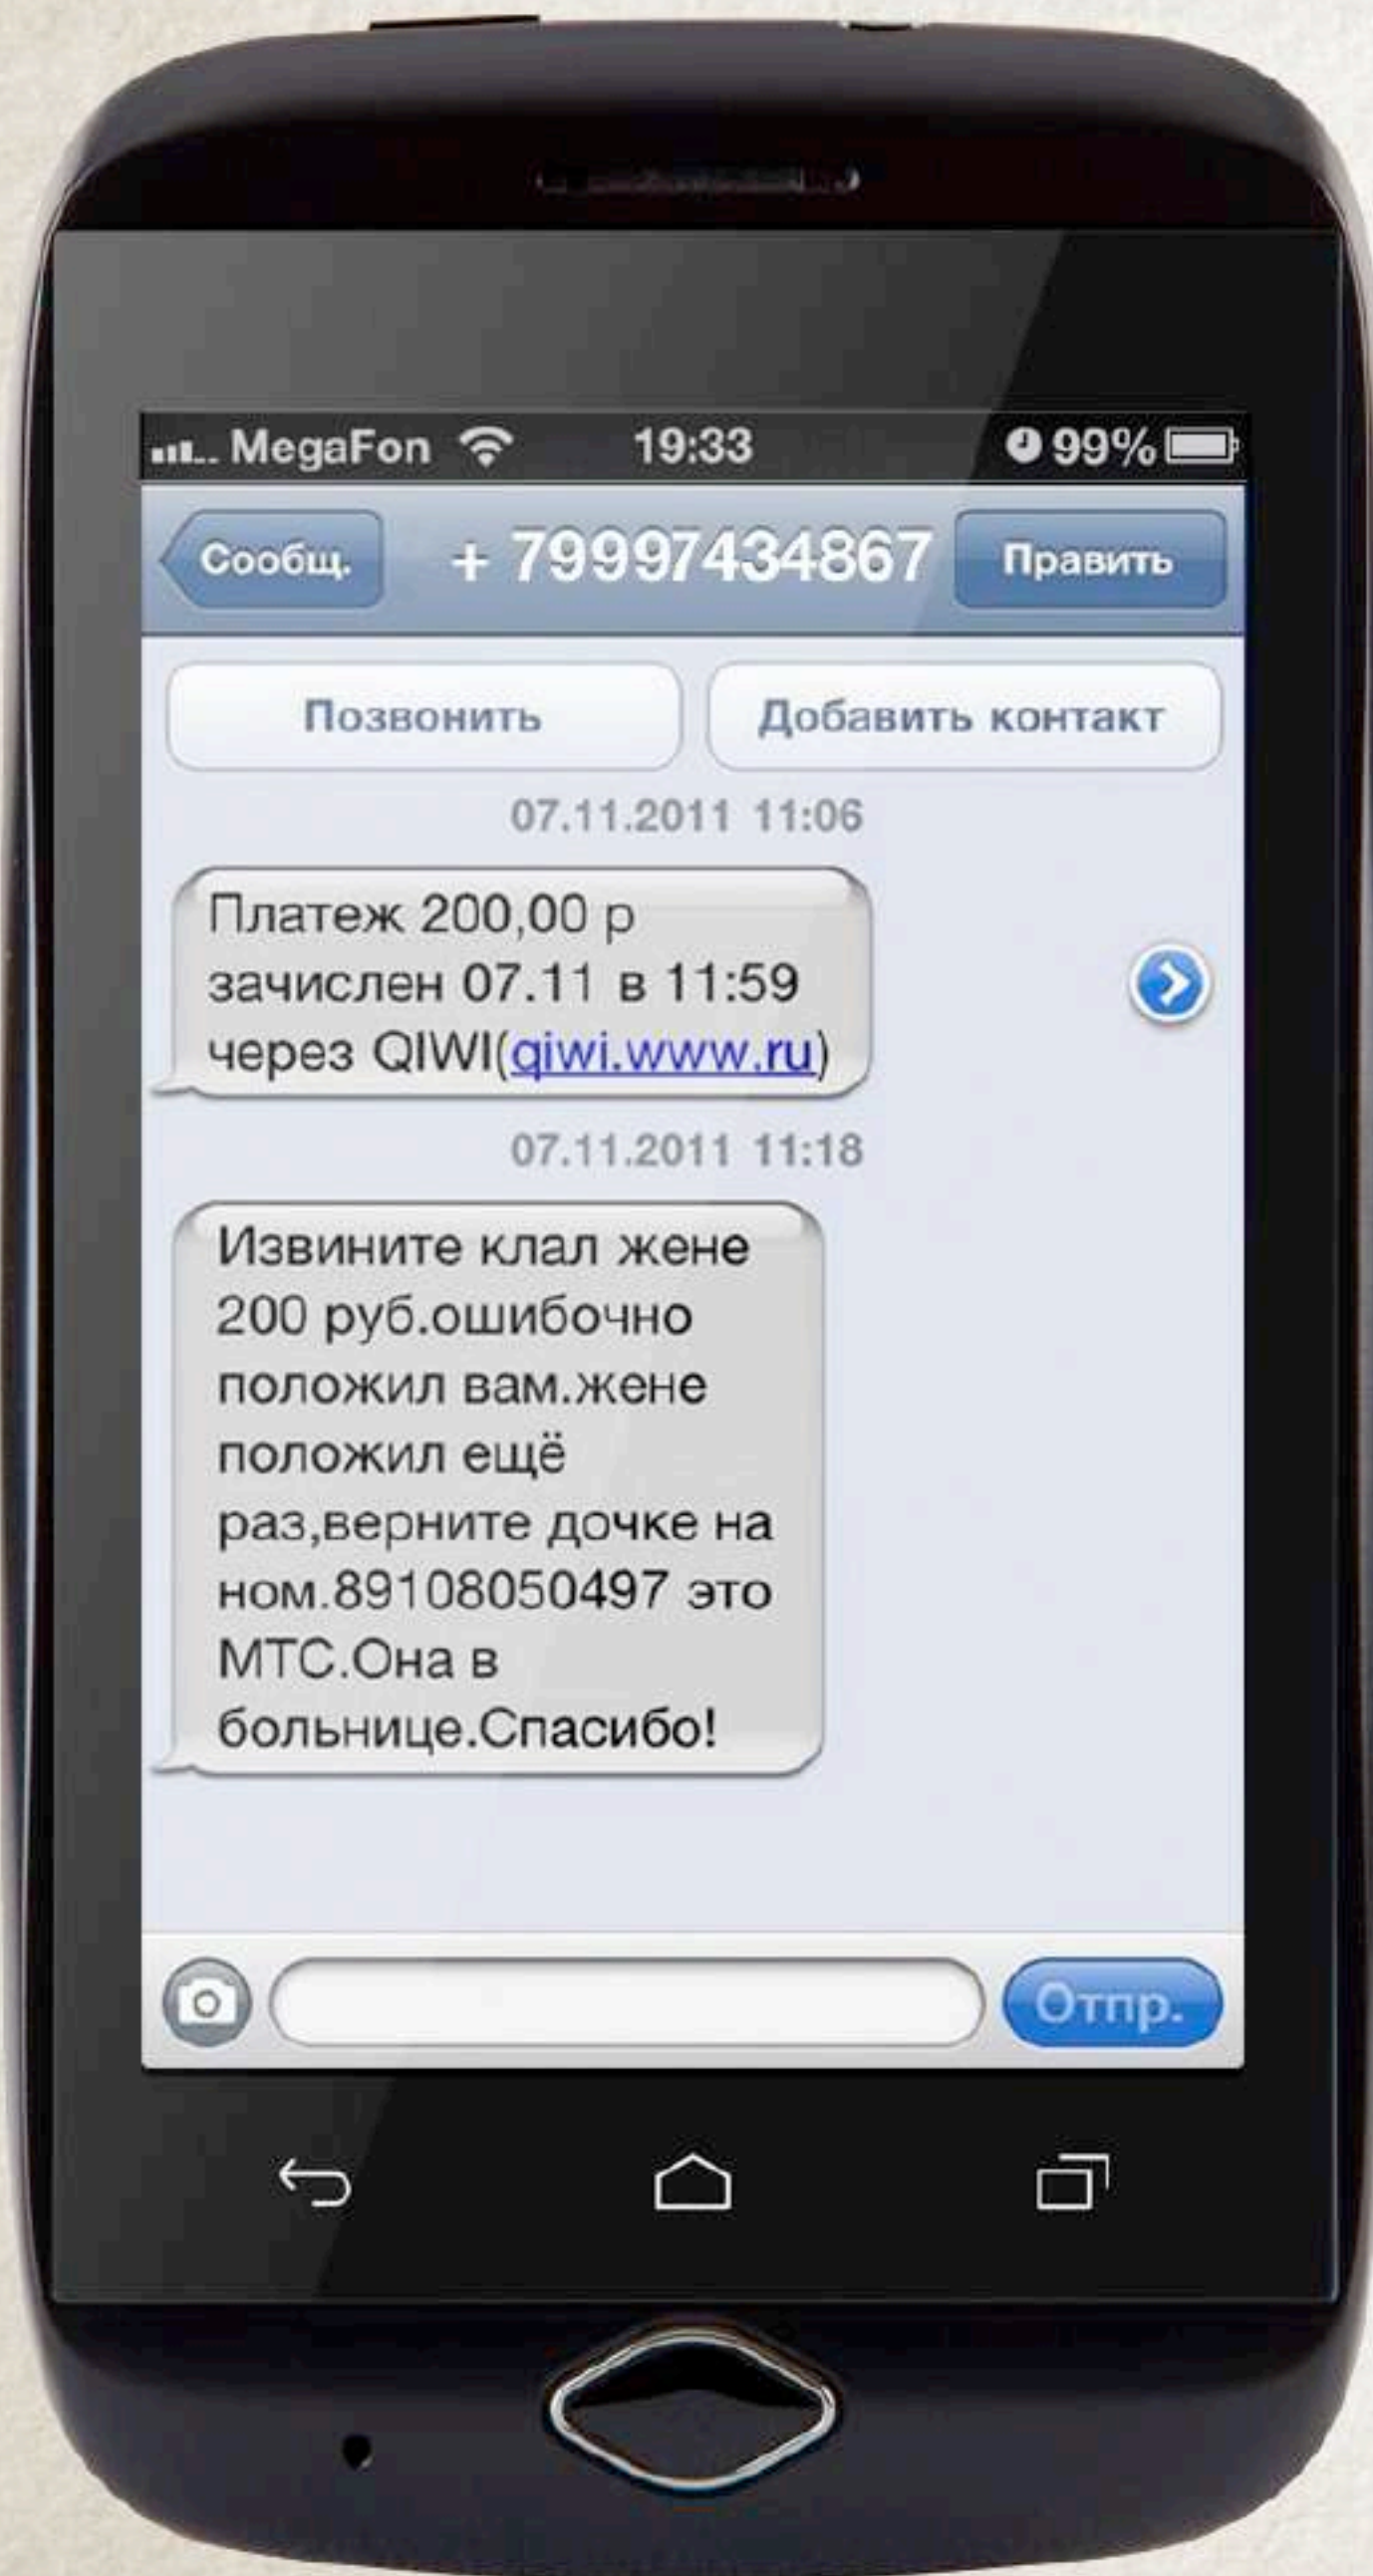 MegaFon 19:33 99%
Сообщ. + 79997434867 Править
Позвонить Добавить контакт
07.11.2011 11:06
Платеж 200,00 р
зачислен 07.11 в 11:59
через QIWI(qiwi.www.ru)
07.11.2011 11:18
Извините клал жене
200 руб.ошибочно
положил вам.жене
положил ещё
раз,верните дочке на
ном.89108050497 это
МТС.Она в
больнице.Спасибо!
Отпр.